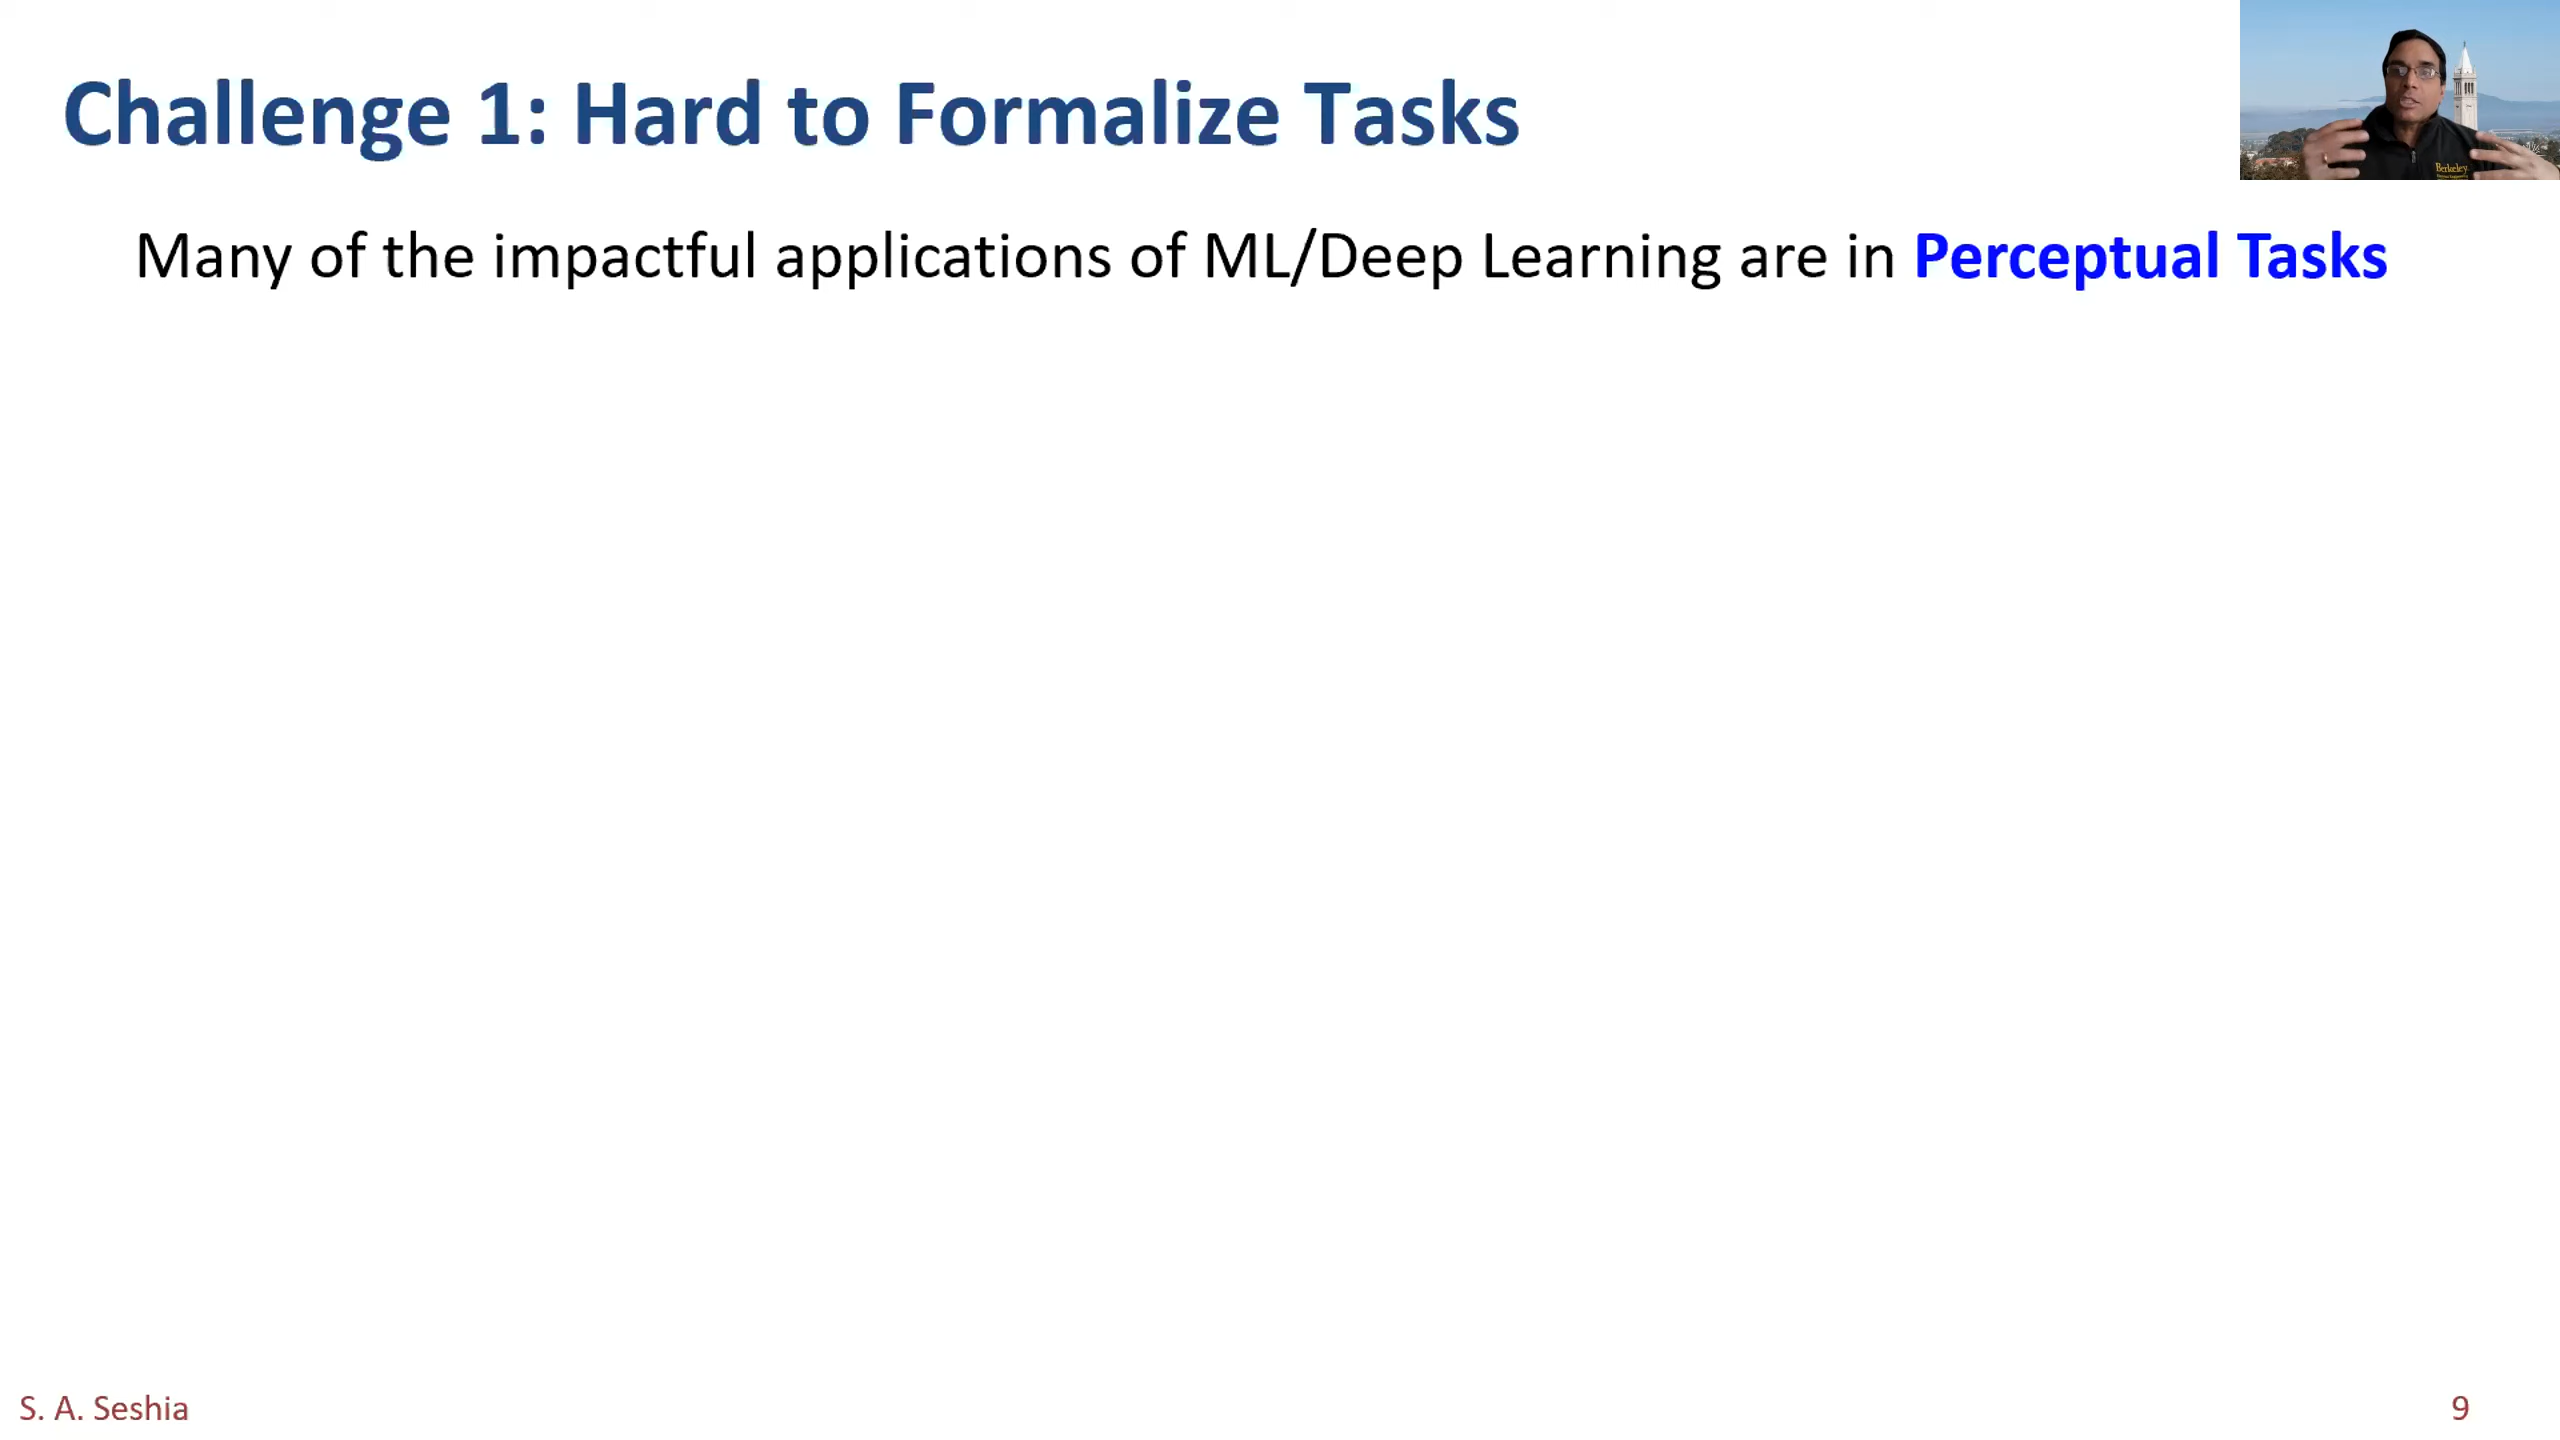 Challenge 1: Hard to Formalize Tasks
Berkeley
Many of the impactful applications of ML/Deep Learning are in Perceptual Tasks
S. A. Seshia
9